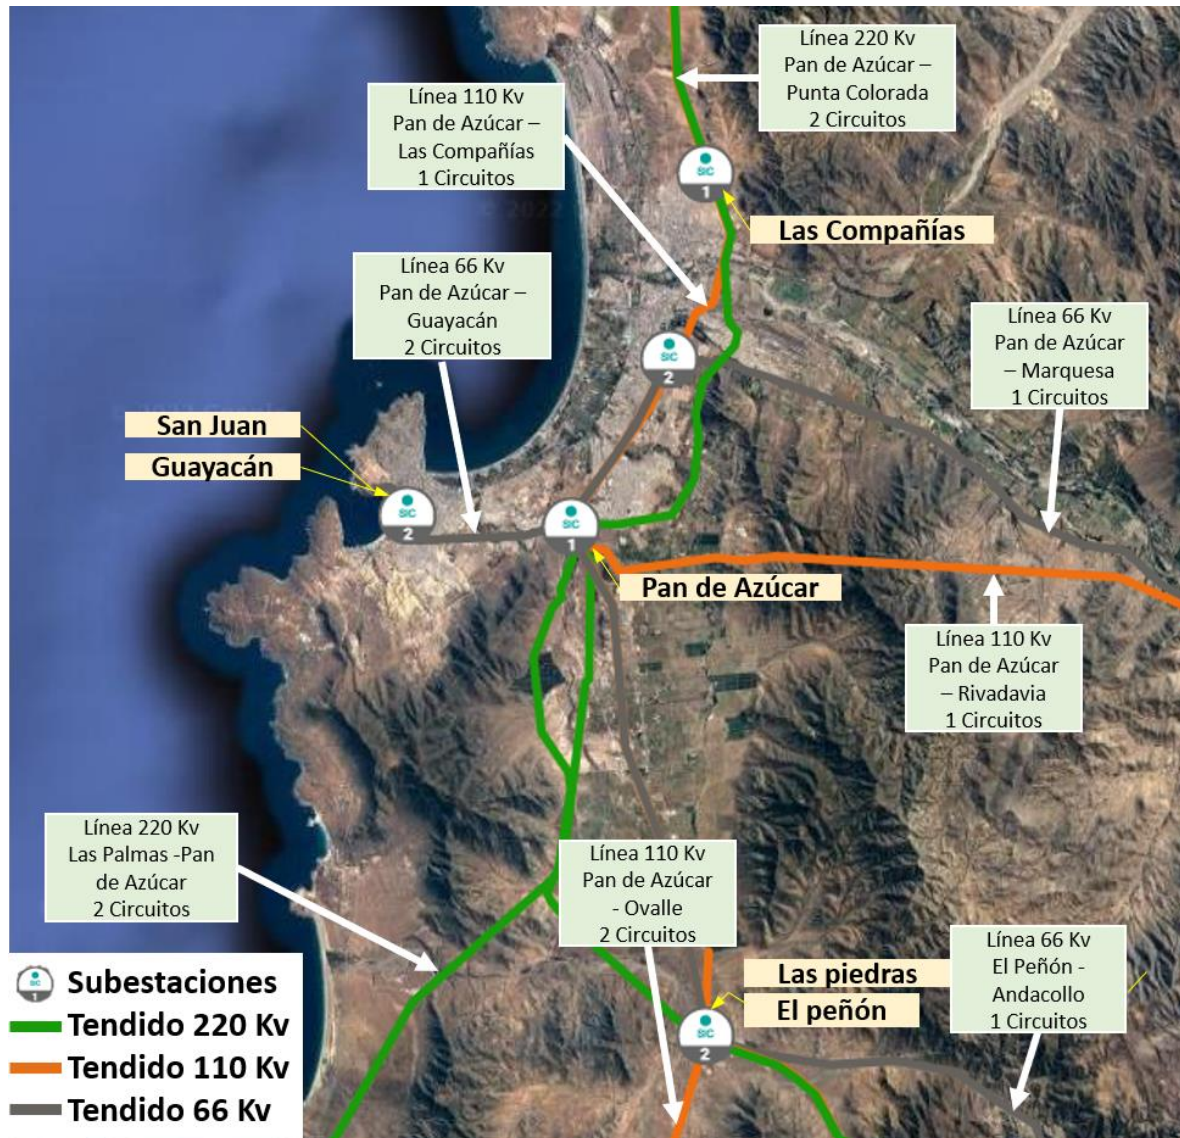 Línea 220 Kv
Pan de Azúcar –
Punta Colorada
2 Circuitos
Línea 110 Kv
Pan de Azúcar –
Las Compañías
1 Circuitos
SIC
1
© 2022
Las Compañías
Línea 66 Kv
Pan de Azúcar –
Guayacán
2 Circuitos
Línea 66 Kv
Pan de Azúcar
– Marquesa
1 Circuitos
SIC
2
San Juan
Guayacán
SIC
2
SIC
1
Pan de Azúcar
Línea 110 Kv
Pan de Azúcar
– Rivadavia
1 Circuitos
Línea 220 Kv
Las Palmas -Pan
de Azúcar
2 Circuitos
Línea 110 Kv
Pan de Azúcar
- Ovalle
2 Circuitos
Línea 66 Kv
El Peñón -
Andacollo
1 Circuitos
Las piedras
El peñón
SIC
2
SIC
1
Subestaciones
Tendido 220 Kv
Tendido 110 Kv
Tendido 66 Kv